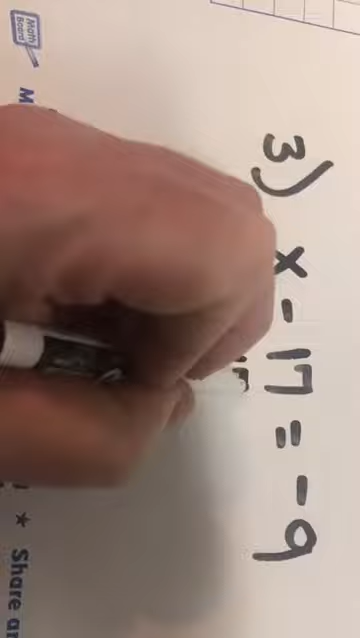 3) x - 17 = -9
Math Board
Share